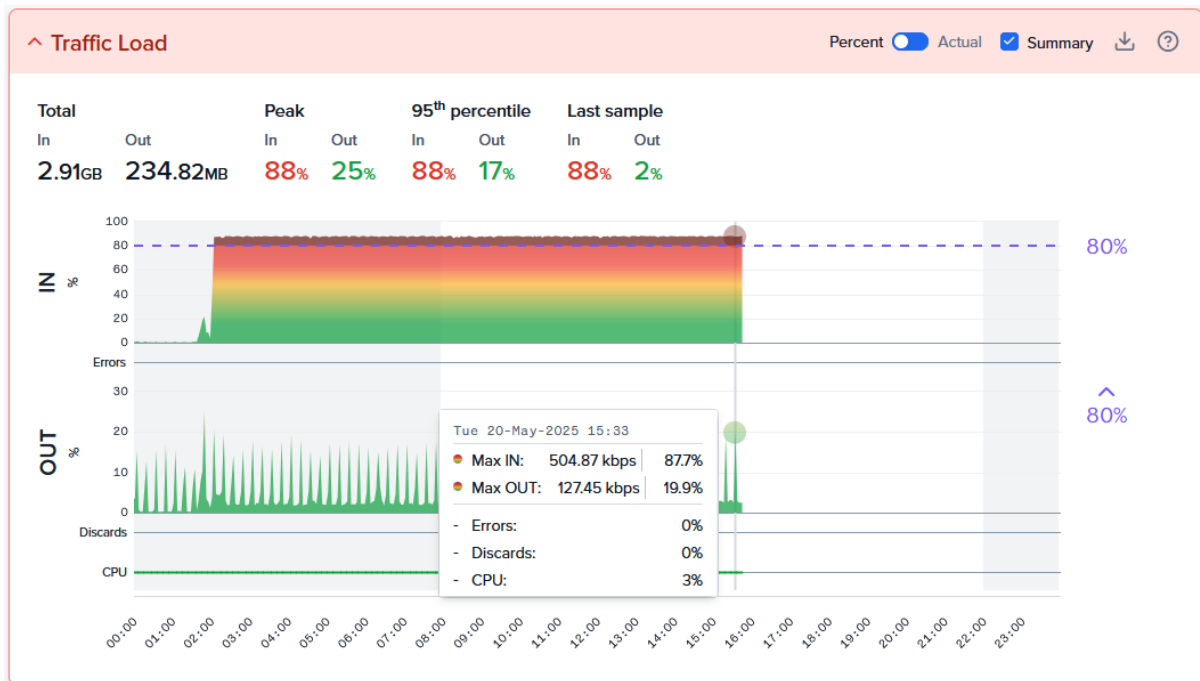 Traffic Load
Percent Actual Summary
Total Peak 95th percentile Last sample
In Out In Out In Out In Out
2.91GB 234.82MB 88% 25% 88% 17% 88% 2%
100
80
60
40
20
0
IN
%
80%
Errors
30
20
10
0
OUT
%
80%
Tue 20-May-2025 15:33
Max IN: 504.87 kbps 87.7%
Max OUT: 127.45 kbps 19.9%
- Errors: 0%
- Discards: 0%
- CPU: 3%
Discards
CPU
00:00 01:00 02:00 03:00 04:00 05:00 06:00 07:00 08:00 09:00 10:00 11:00 12:00 13:00 14:00 15:00 16:00 17:00 18:00 19:00 20:00 21:00 22:00 23:00